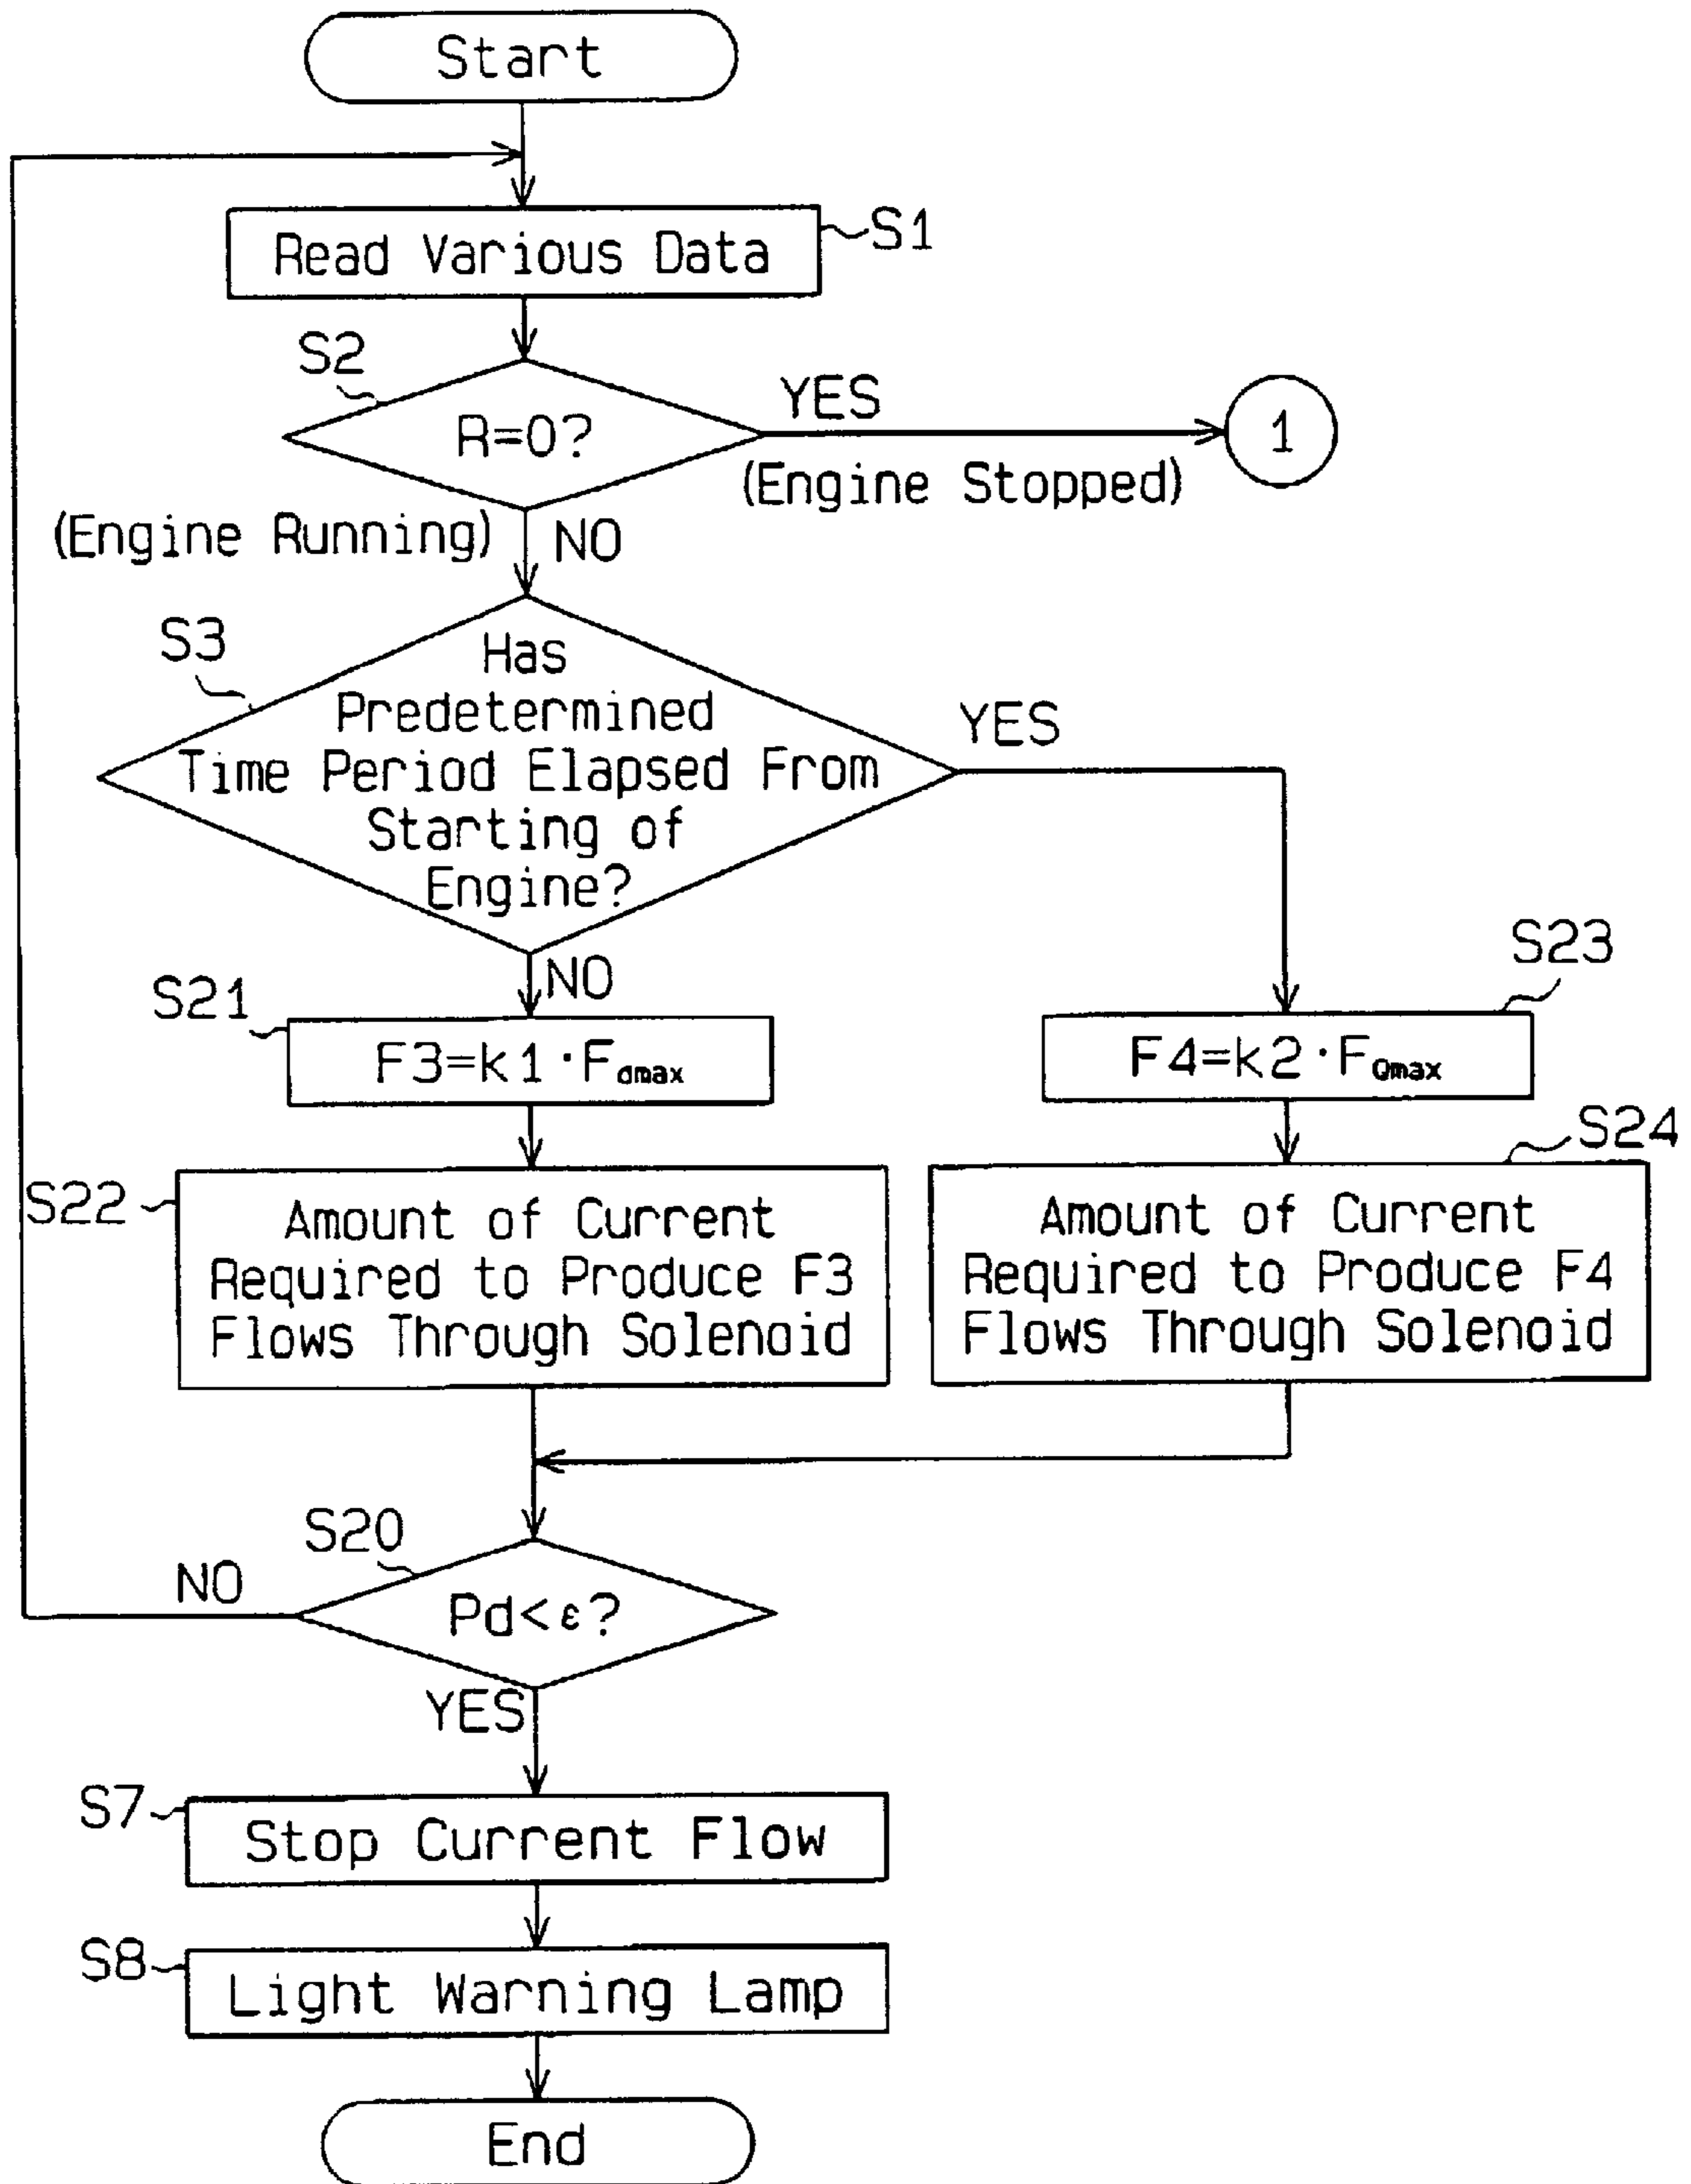 Start
Read Various Data
S1
S2
R=0?
YES
(Engine Stopped)
1
(Engine Running)
NO
S3
Has
Predetermined
Time Period Elapsed From
Starting of
Engine?
YES
NO
S21
F3=k1·Fαmax
S23
F4=k2·FQmax
S22
Amount of Current
Required to Produce F3
Flows Through Solenoid
S24
Amount of Current
Required to Produce F4
Flows Through Solenoid
S20
Pd<ε?
NO
YES
S7
Stop Current Flow
S8
Light Warning Lamp
End